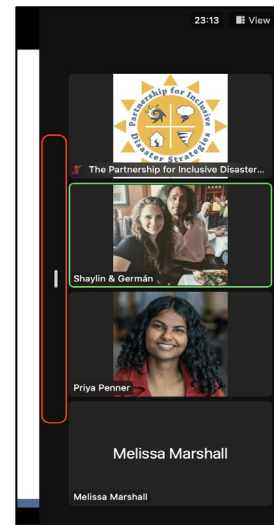 23:13 View
Partnership for Inclusive
Disaster Strategies
The Partnership for Inclusive Disaster...
Shaylin & Germán
Priya Penner
Melissa Marshall
Melissa Marshall